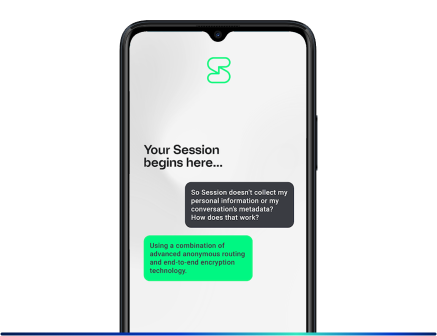 Your Session
begins here...
So Session doesn't collect my
personal information or my
conversation's metadata?
How does that work?
Using a combination of
advanced anonymous routing
and end-to-end encryption
technology.